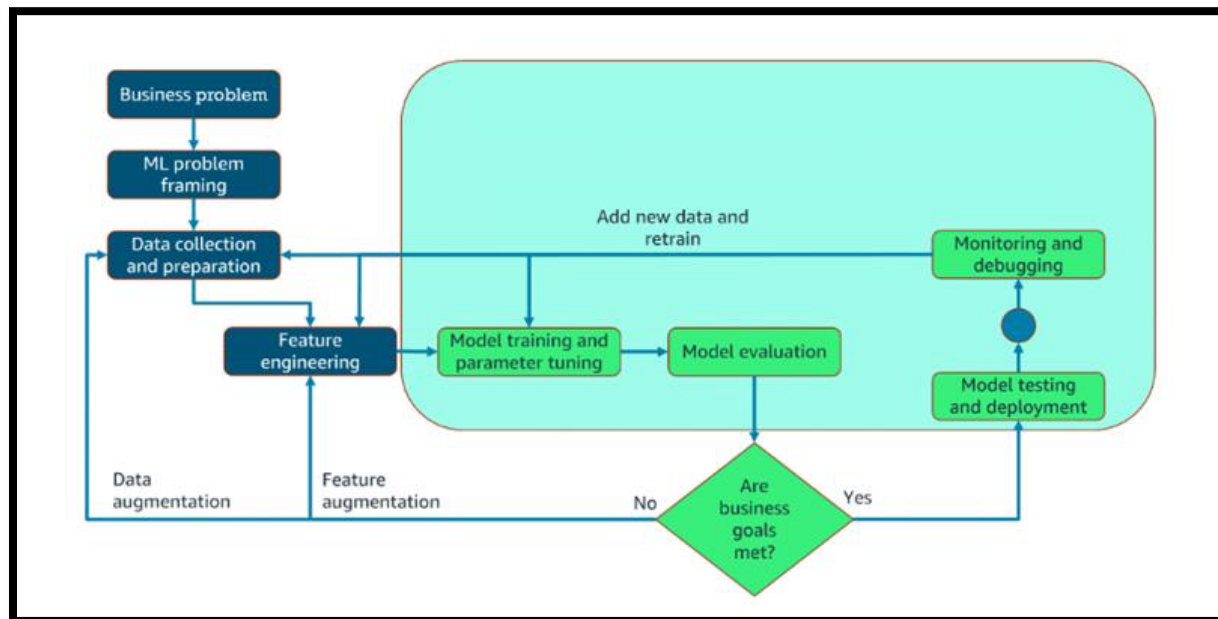 Business problem
ML problem
framing
Data collection
and preparation
Add new data and
retrain
Monitoring and
debugging
Feature
engineering
Model training and
parameter tuning
Model evaluation
Model testing
and deployment
Data
augmentation
Feature
augmentation
No
Are
business
goals
met?
Yes